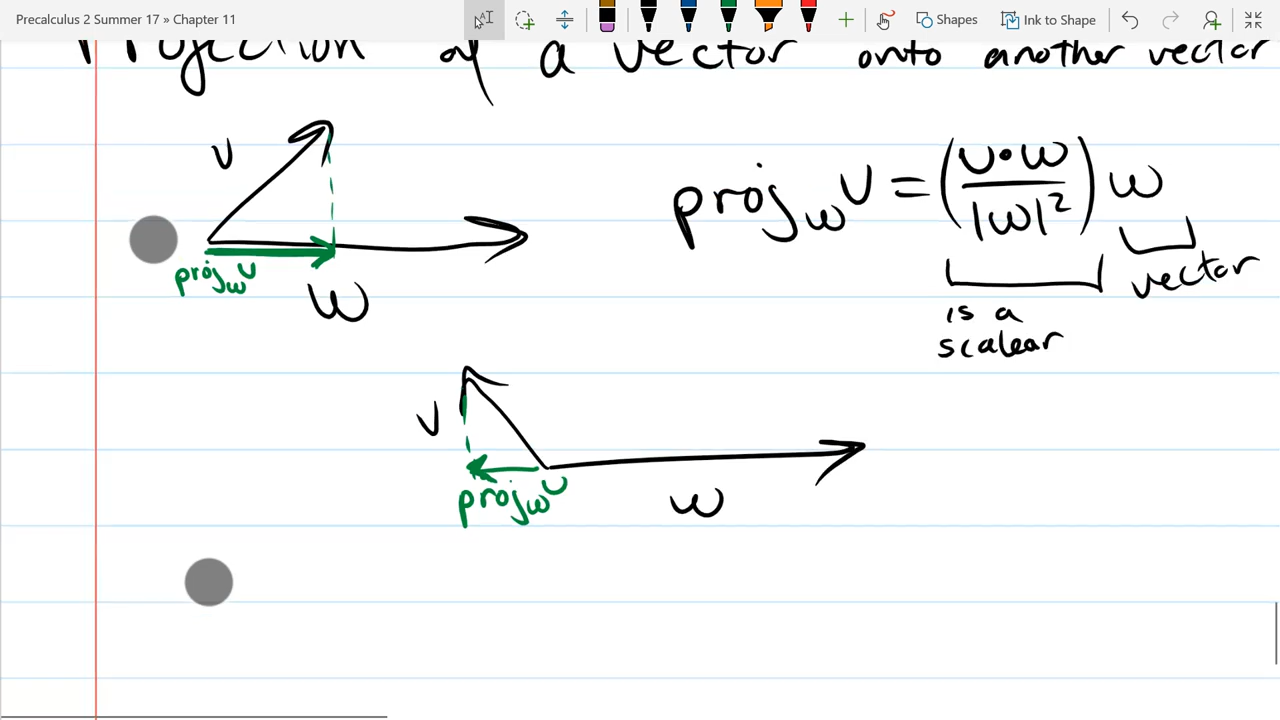 Precalculus 2 Summer 17 » Chapter 11
Shapes
Ink to Shape
Projection of a vector onto another vector
v
proj_w v
w
proj_w v = (v•w / |w|²) w
vector
is a
scalear
v
proj_w v
w